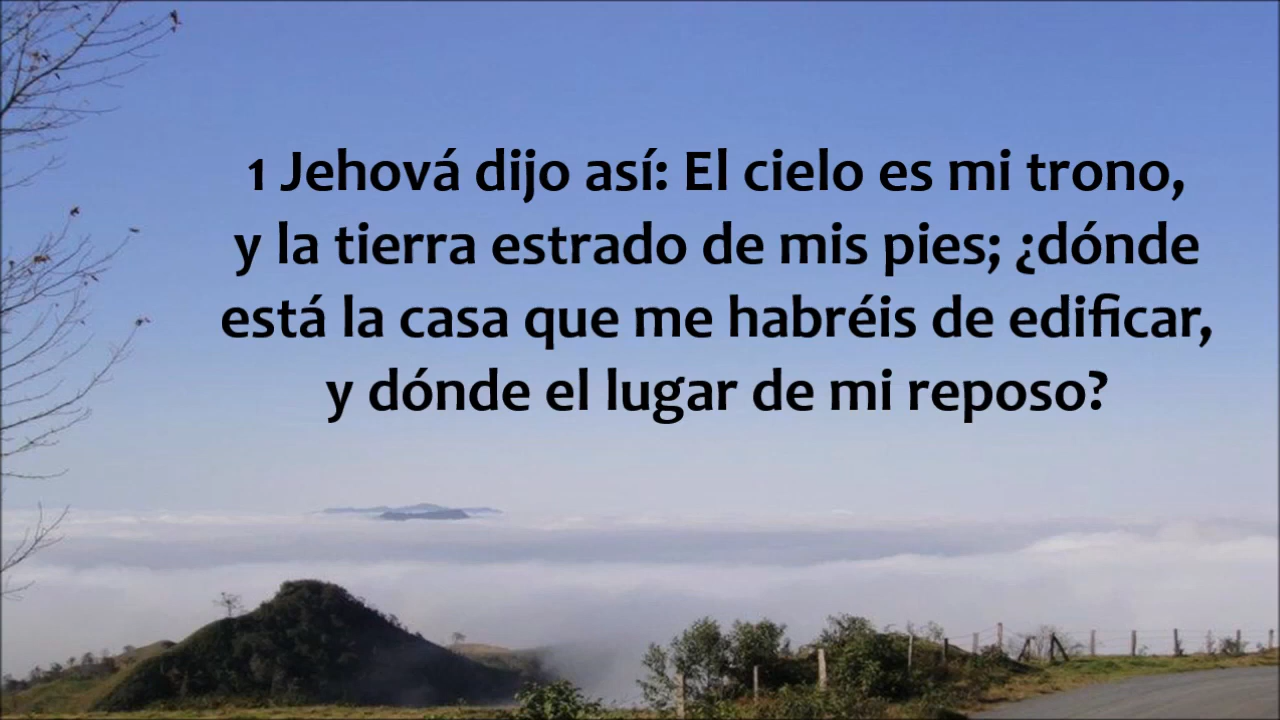 1 Jehová dijo así: El cielo es mi trono,
y la tierra estrado de mis pies; ¿dónde
está la casa que me habréis de edificar,
y dónde el lugar de mi reposo?